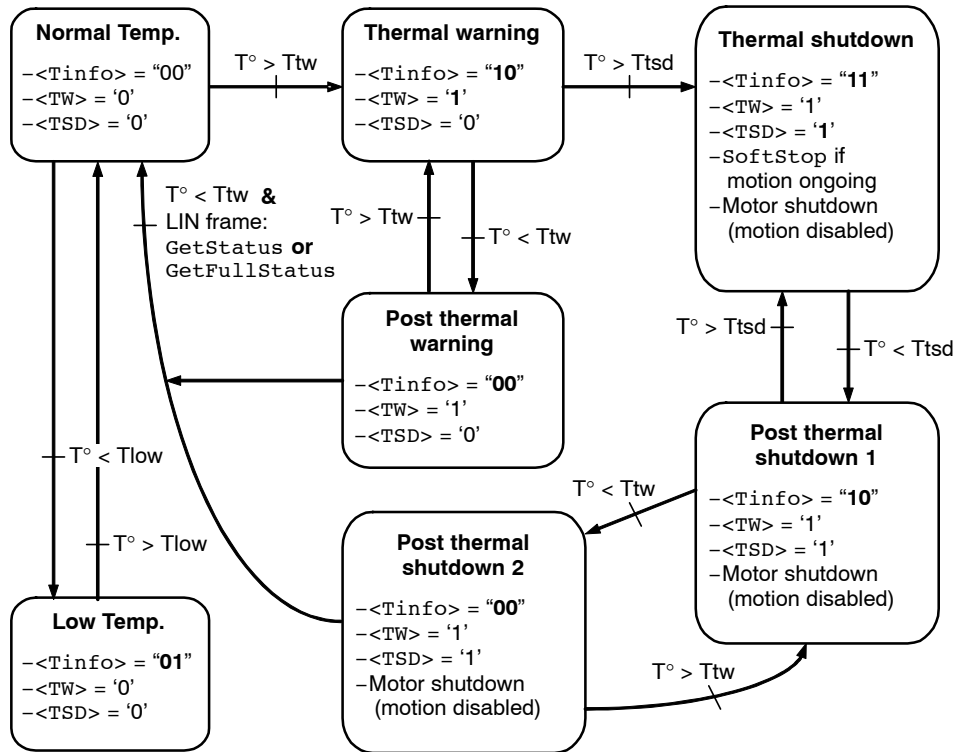 Normal Temp.
–<Tinfo> = “00”
–<TW> = ‘0’
–<TSD> = ‘0’
T° > Ttw
Thermal warning
–<Tinfo> = “10”
–<TW> = ‘1’
–<TSD> = ‘0’
T° > Ttsd
Thermal shutdown
–<Tinfo> = “11”
–<TW> = ‘1’
–<TSD> = ‘1’
–SoftStop if
motion ongoing
–Motor shutdown
(motion disabled)
T° < Ttw &
LIN frame:
GetStatus or
GetFullStatus
T° > Ttw
T° < Ttw
Post thermal
warning
–<Tinfo> = “00”
–<TW> = ‘1’
–<TSD> = ‘0’
T° > Ttsd
T° < Ttsd
Post thermal
shutdown 1
–<Tinfo> = “10”
–<TW> = ‘1’
–<TSD> = ‘1’
–Motor shutdown
(motion disabled)
T° < Tlow
T° > Tlow
T° < Ttw
Post thermal
shutdown 2
–<Tinfo> = “00”
–<TW> = ‘1’
–<TSD> = ‘1’
–Motor shutdown
(motion disabled)
T° > Ttw
Low Temp.
–<Tinfo> = “01”
–<TW> = ‘0’
–<TSD> = ‘0’